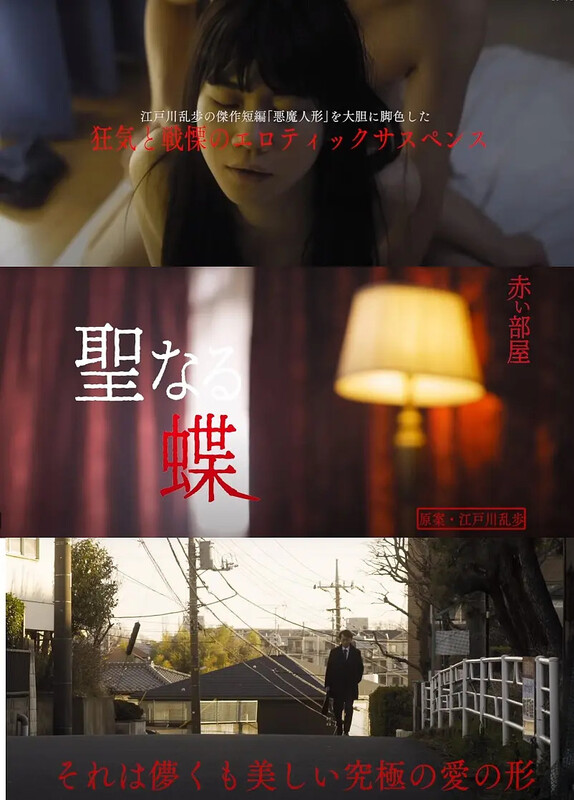 江戸川乱歩の傑作短編「悪魔人形」を大胆に脚色した
狂気と戦慄のエロティックサスペンス
赤い部屋
聖なる
蝶
原案・江戸川乱歩
それは儚くも美しい究極の愛の形